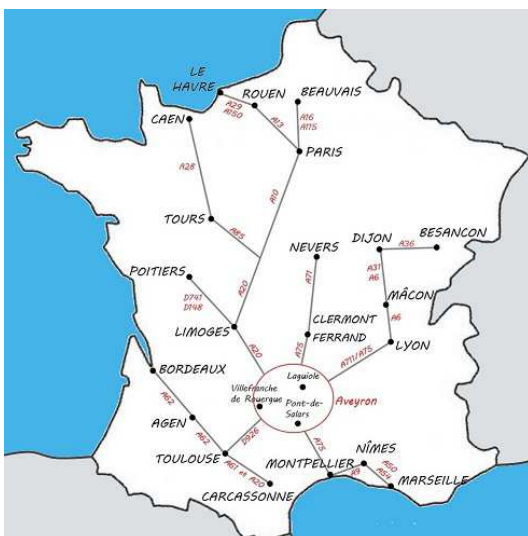 LE
HAVRE
ROUEN
BEAUVAIS
A29
A150
A16
A115
CAEN
A13
PARIS
A28
A10
TOURS
A85
NEVERS
DIJON
BESANCON
A36
POITIERS
A20
A71
A31
A6
D741
D148
MÂCON
LIMOGES
CLERMONT
FERRAND
A6
LYON
A20
A75
A711/A75
BORDEAUX
Laguiole
Villefranche
de Rouergue
Pont-de-
Salars
Aveyron
A62
AGEN
A62
D926
A75
TOULOUSE
NÎMES
A61 et A20
MONTPELLIER
A9
A50
A54
CARCASSONNE
MARSEILLE